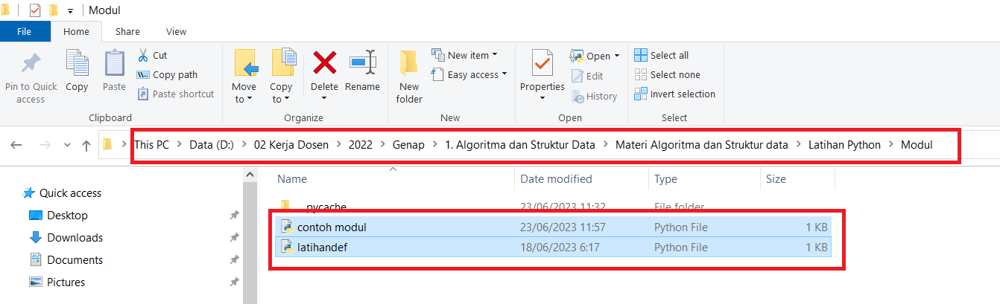 Modul
File Home Share View
Pin to Quick access
Copy
Paste
Cut
Copy path
Paste shortcut
Clipboard
Move to
Copy to
Delete
Rename
Organize
New folder
New item
Easy access
New
Properties
Open
Edit
History
Open
Select all
Select none
Invert selection
Select
This PC > Data (D:) > 02 Kerja Dosen > 2022 > Genap > 1. Algoritma dan Struktur Data > Materi Algoritma dan Struktur data > Latihan Python > Modul
Quick access
Desktop
Downloads
Documents
Pictures
Name Date modified Type Size
__pycache__ 23/06/2023 11:32 File folder
contoh modul 23/06/2023 11:57 Python File 1 KB
latihandef 18/06/2023 6:17 Python File 1 KB